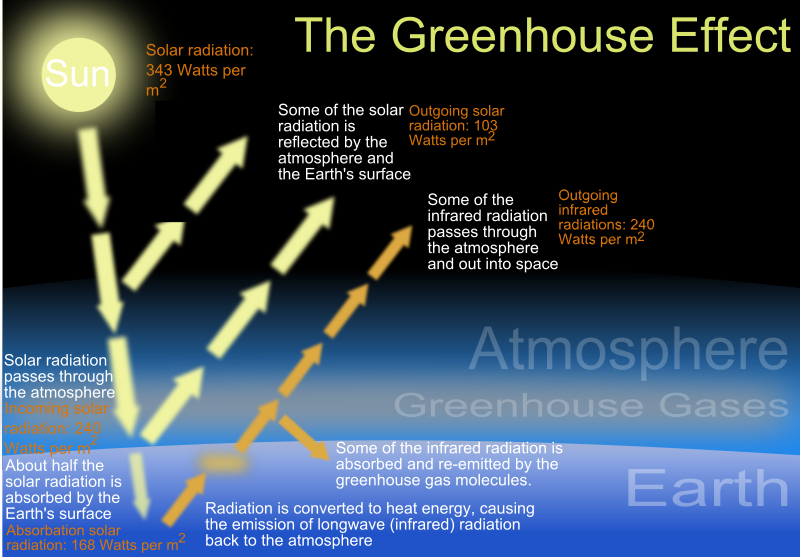 The Greenhouse Effect
Sun
Solar radiation:
343 Watts per
m2
Some of the solar
radiation is
reflected by the
atmosphere and
the Earth's surface
Outgoing solar
radiation: 103
Watts per m2
Some of the
infrared radiation
passes through
the atmosphere
and out into space
Outgoing
infrared
radiations: 240
Watts per m2
Atmosphere
Greenhouse Gases
Solar radiation
passes through
the atmosphere
Incoming solar
radiation: 240
Watts per m2
About half the
solar radiation is
absorbed by the
Earth's surface
Absorbation solar
radiation: 168 Watts per m2
Some of the infrared radiation is
absorbed and re-emitted by the
greenhouse gas molecules.
Earth
Radiation is converted to heat energy, causing
the emission of longwave (infrared) radiation
back to the atmosphere